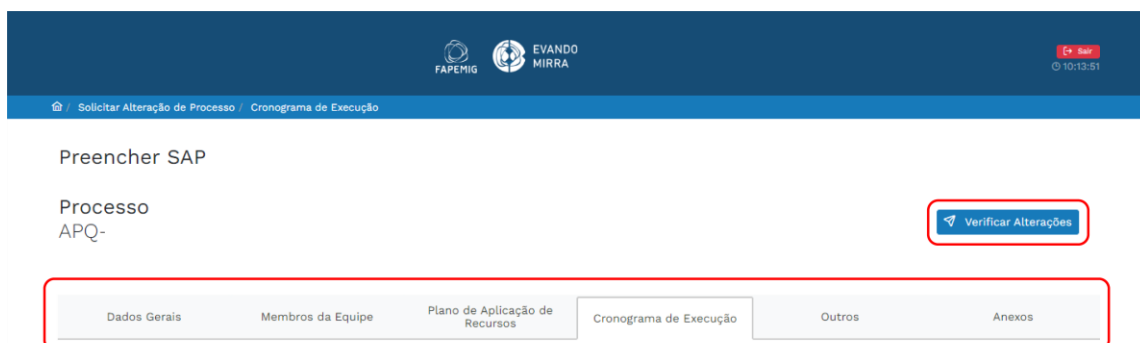 FAPEMIG
EVANDO
MIRRA
Sair
10:13:51
/ Solicitar Alteração de Processo / Cronograma de Execução
Preencher SAP
Processo
APQ-
Verificar Alterações
Dados Gerais
Membros da Equipe
Plano de Aplicação de
Recursos
Cronograma de Execução
Outros
Anexos